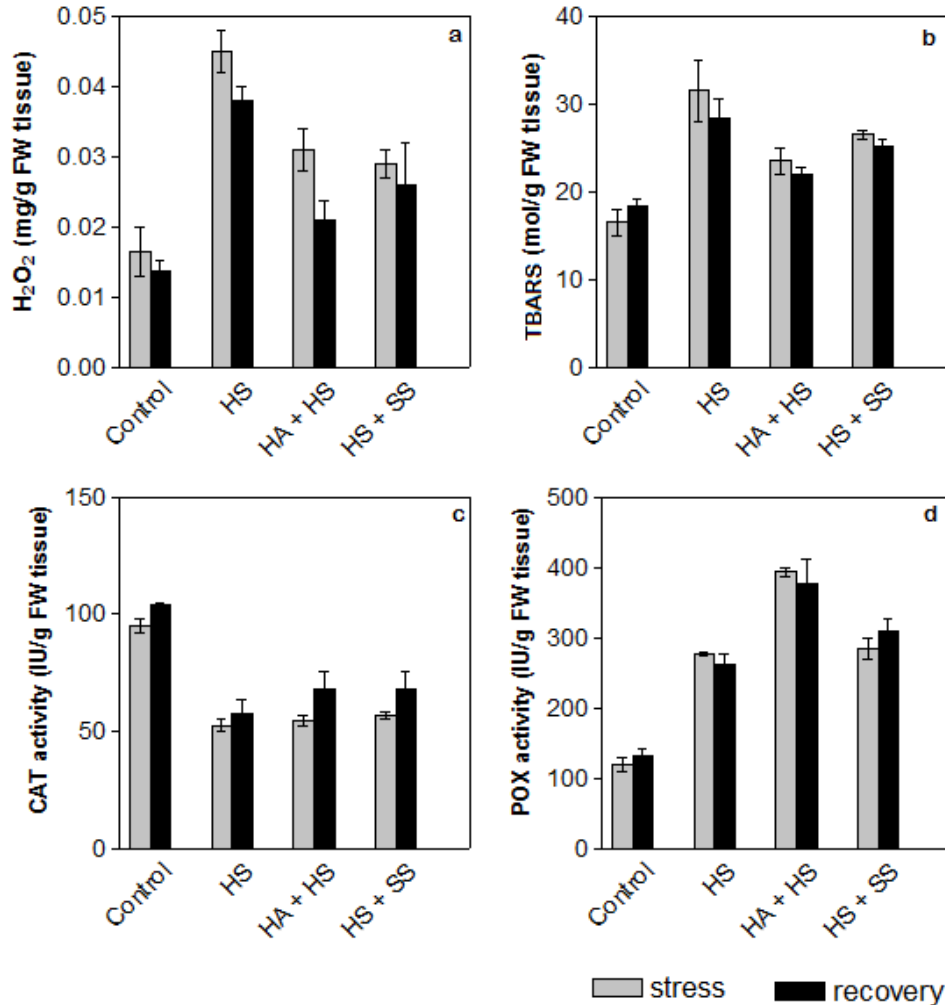 a
H₂O₂ (mg/g FW tissue)
0.05
0.04
0.03
0.02
0.01
0.00
Control
HS
HA + HS
HS + SS
b
TBARS (mol/g FW tissue)
40
30
20
10
0
Control
HS
HA + HS
HS + SS
c
CAT activity (IU/g FW tissue)
150
100
50
0
Control
HS
HA + HS
HS + SS
d
POX activity (IU/g FW tissue)
500
400
300
200
100
0
Control
HS
HA + HS
HS + SS
stress
recovery